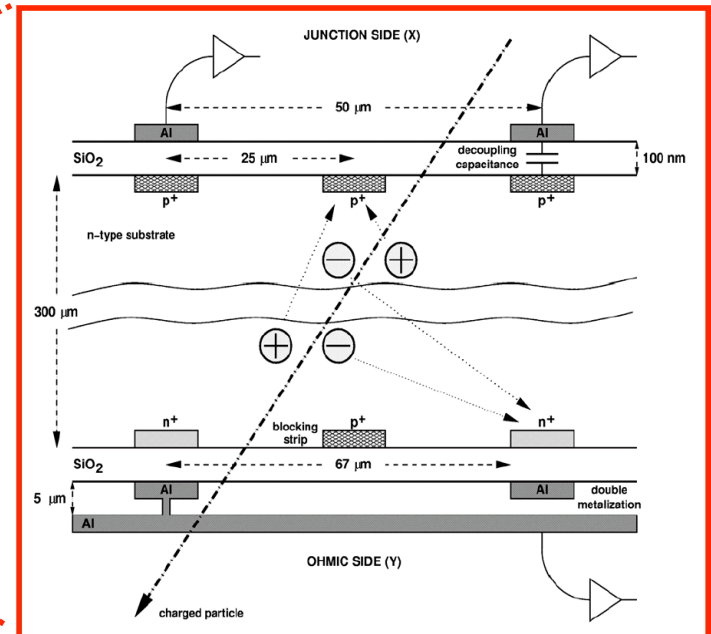 JUNCTION SIDE (X)
50 µm
Al
Al
SiO2
25 µm
decoupling
capacitance
100 nm
p+
p+
p+
n-type substrate
−
+
300 µm
+
−
n+
blocking
strip
p+
n+
SiO2
67 µm
5 µm
Al
Al
double
metalization
Al
OHMIC SIDE (Y)
charged particle